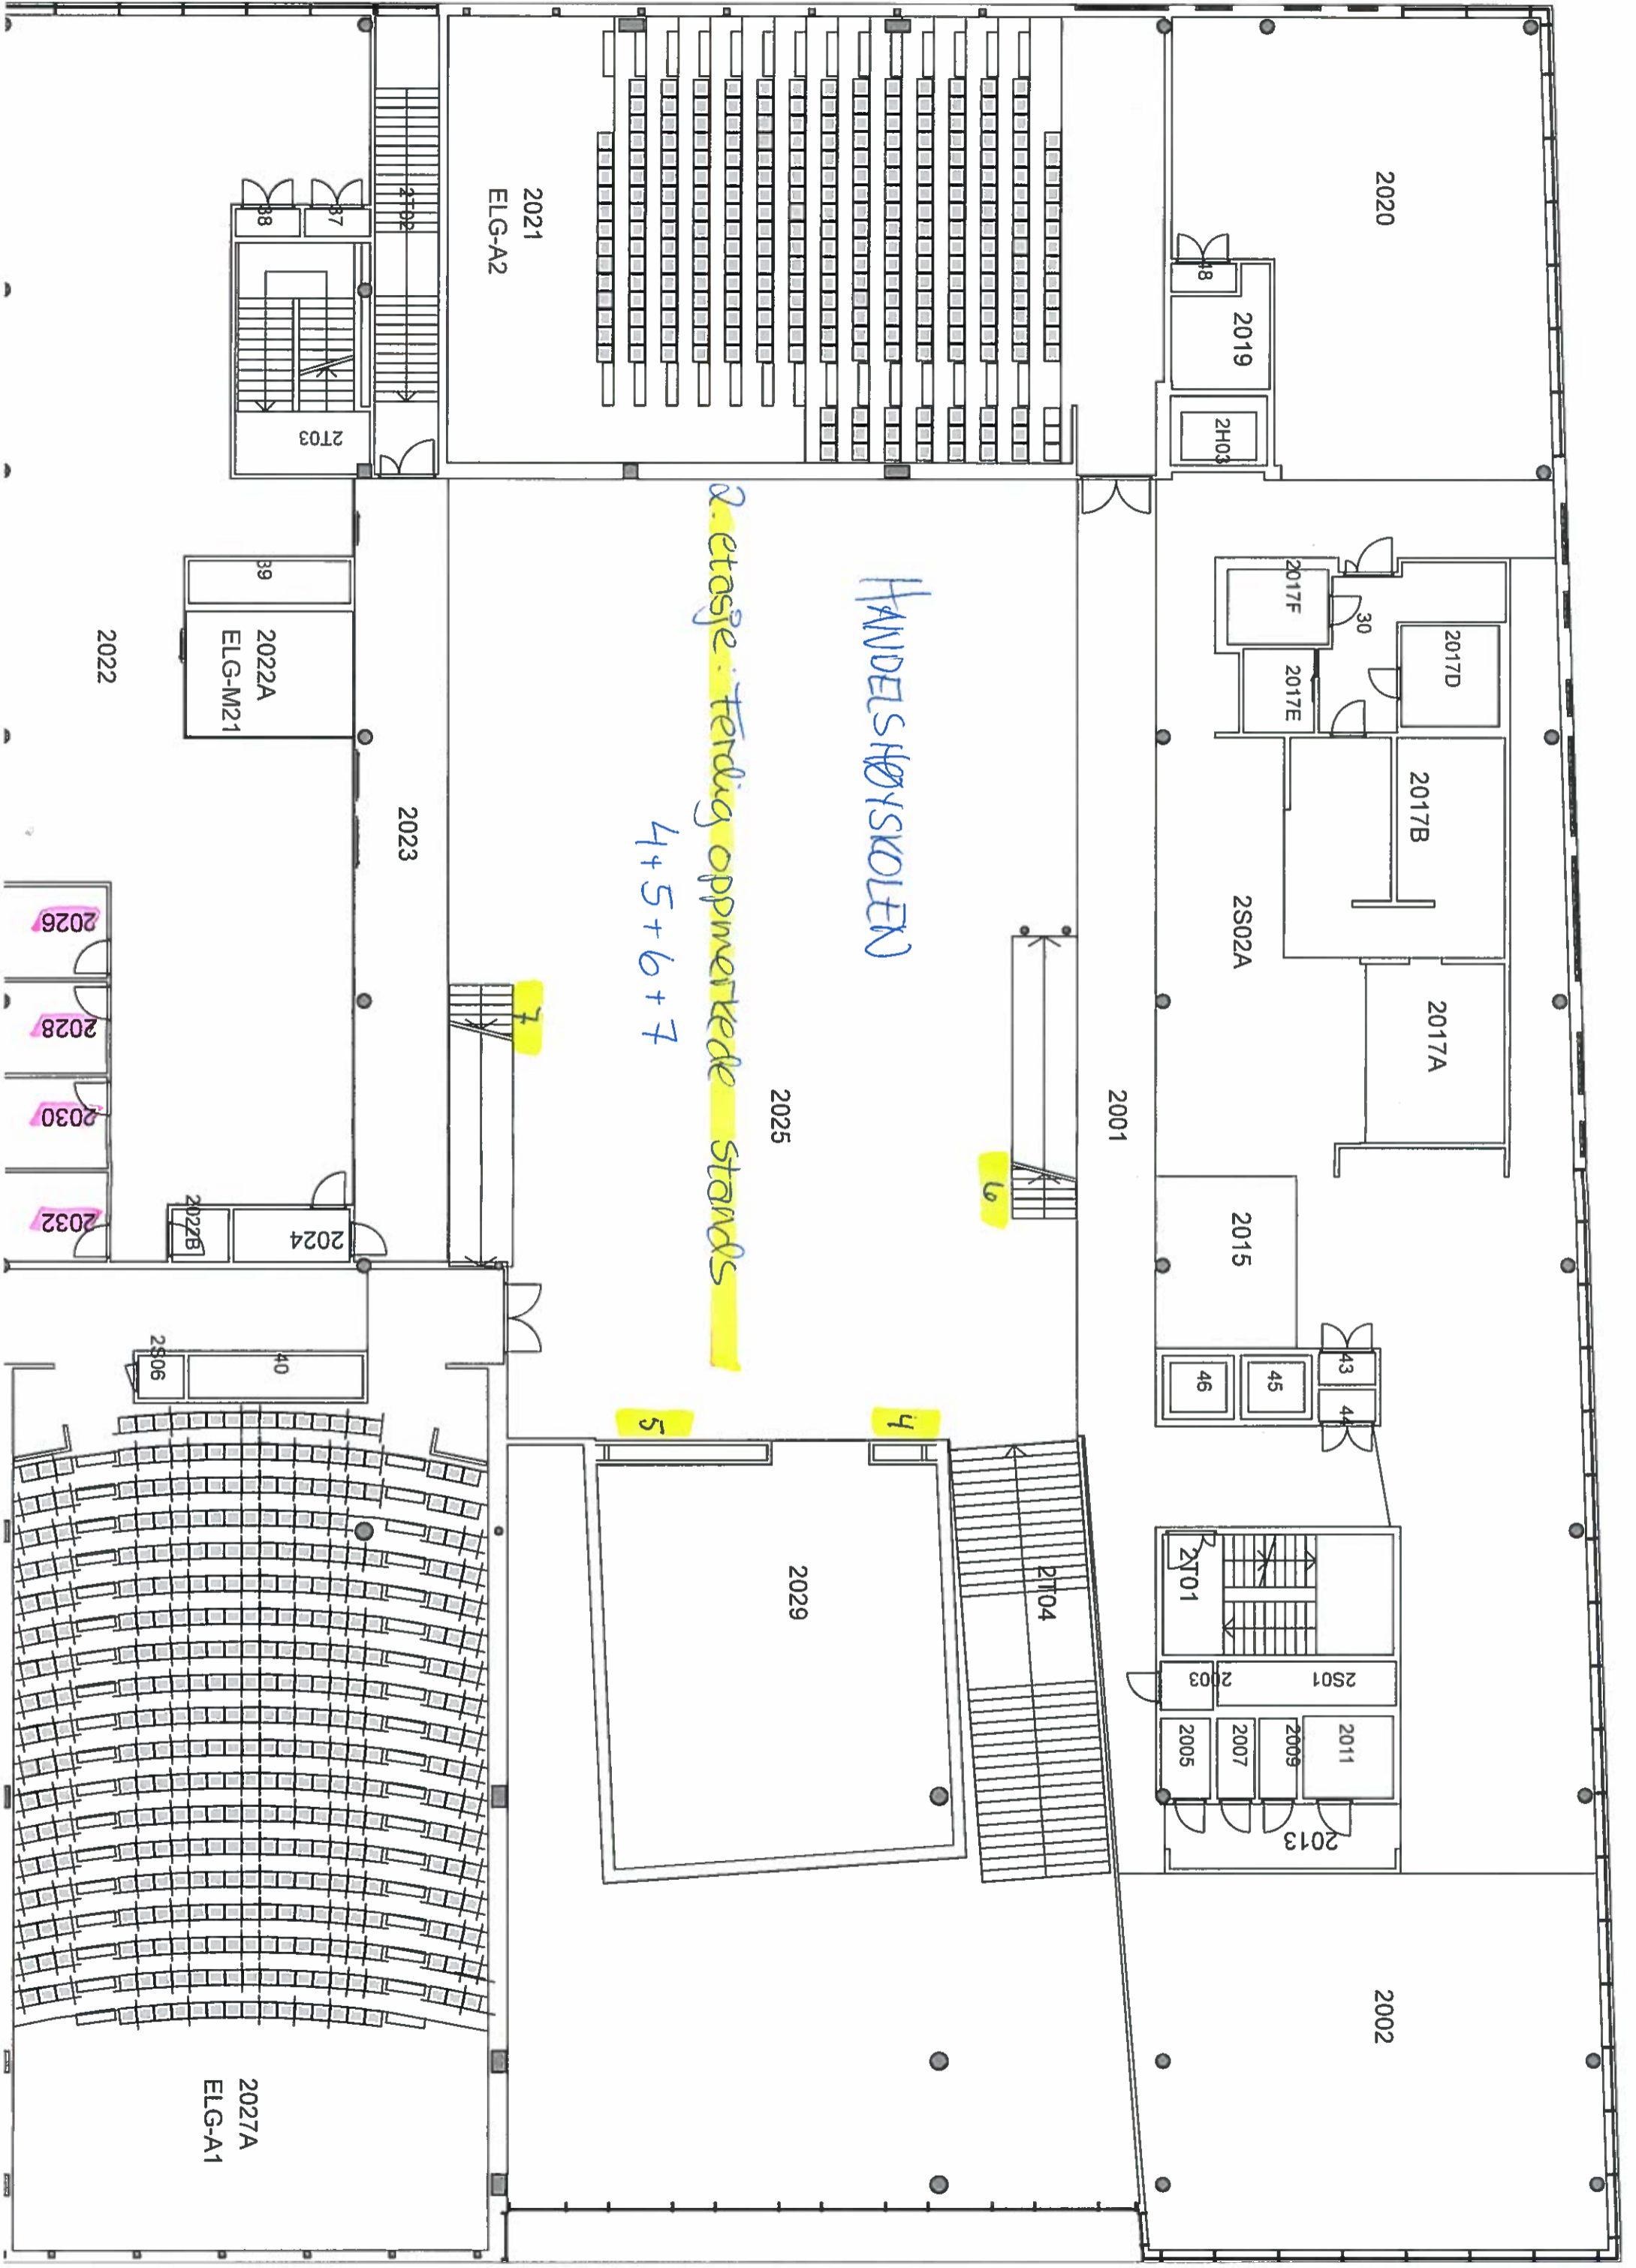 2020
2017D
2017B
2017A
2002
30
2017F
2017E
48
2019
2H03
2S02A
2015
43
44
45
46
2T01
2S01
2003
2011
2009
2007
2005
2013
2001
2T04
HANDELSHØYSKOLEN
6
4
2025
2029
2. etasje: Ferdig oppmerkede stands
4+5+6+7
5
7
2021
ELG-A2
2T02
2023
37
38
2T03
39
2022A
ELG-M21
2024
2022B
40
2S06
2027A
ELG-A1
2022
2026
2028
2030
2032